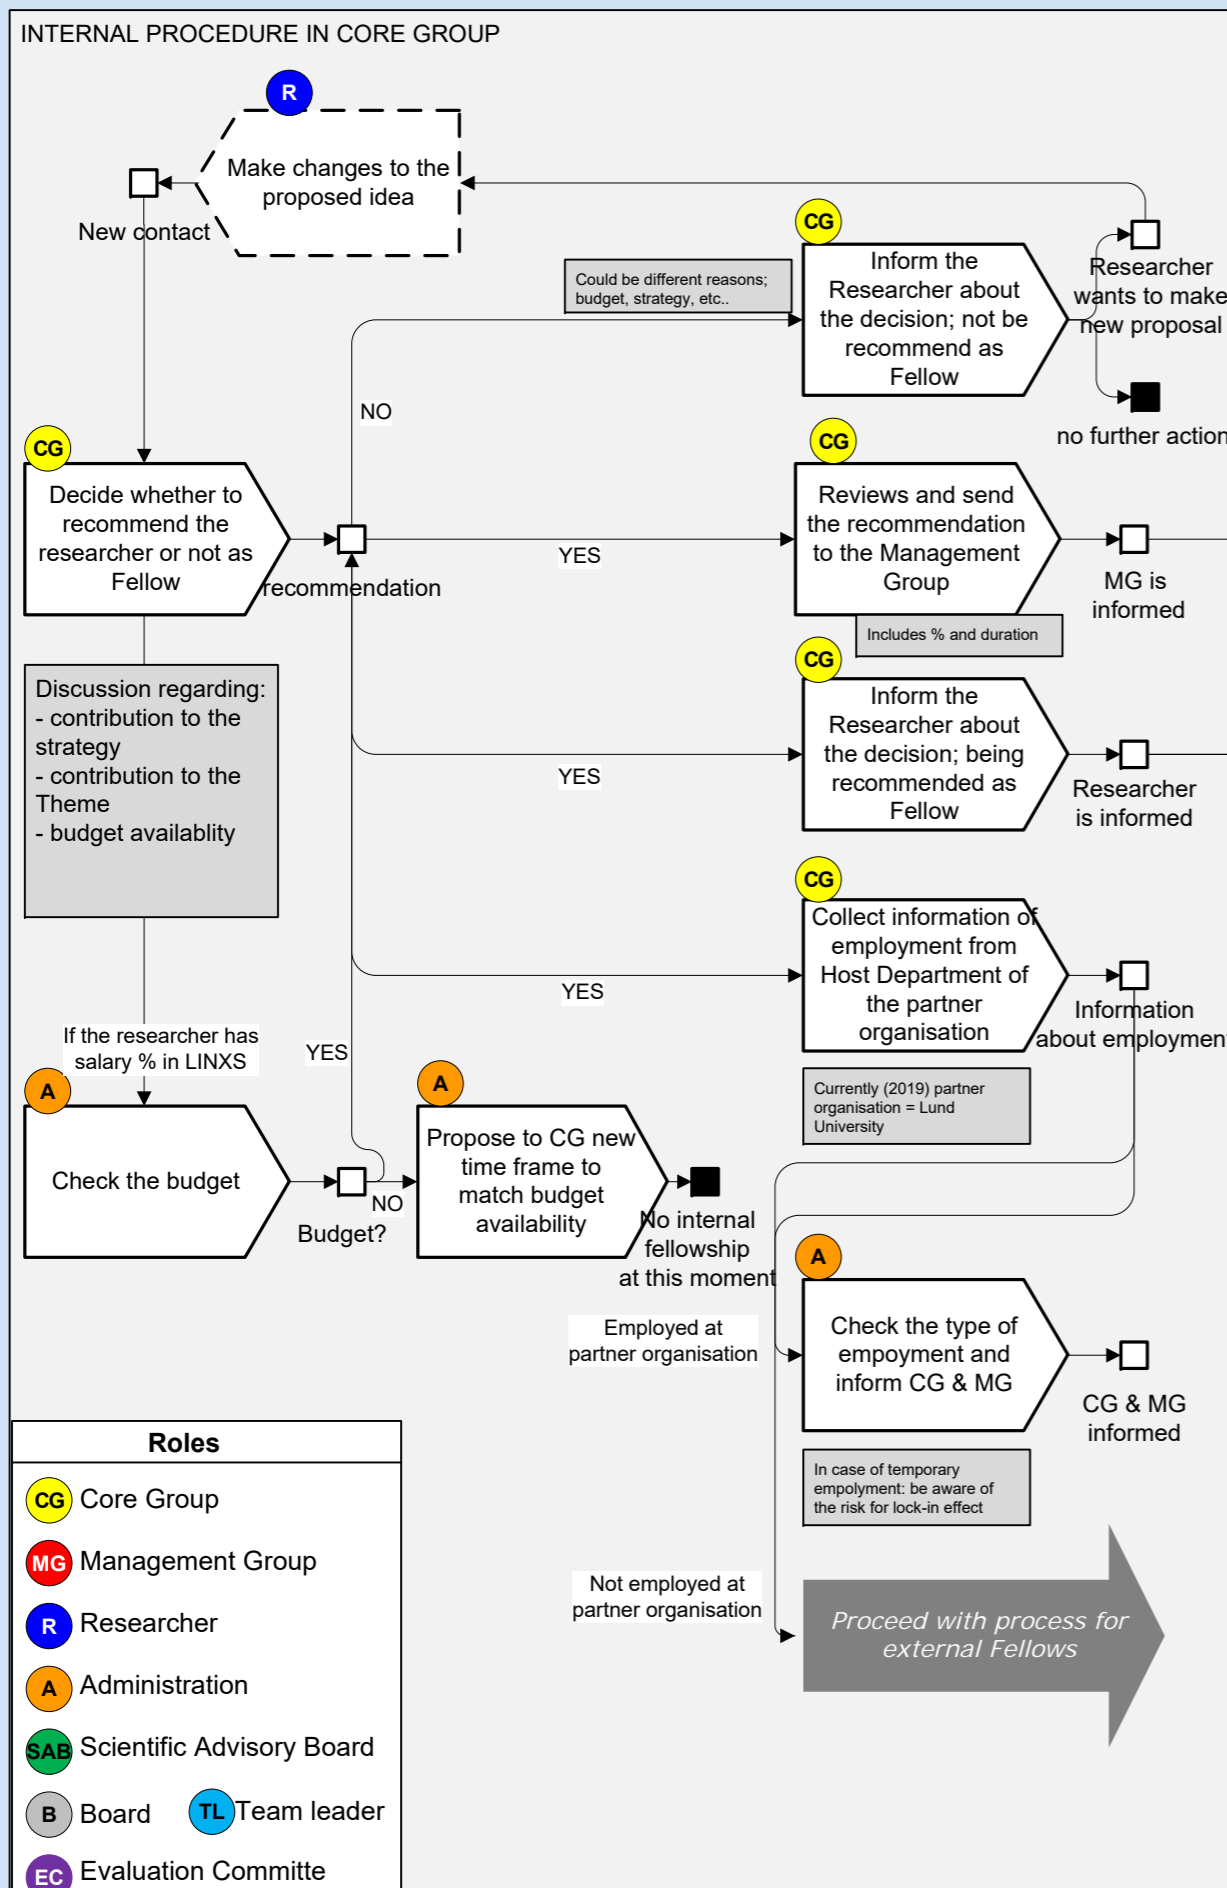 INTERNAL PROCEDURE IN CORE GROUP
R
Make changes to the
proposed idea
New contact
CG
Inform the
Researcher about
the decision; not be
recommend as
Fellow
Could be different reasons;
budget, strategy, etc..
Researcher
wants to make
new proposal
no further action
NO
CG
Decide whether to
recommend the
researcher or not as
Fellow
recommendation
YES
CG
Reviews and send
the recommendation
to the Management
Group
MG is
informed
Includes % and duration
Discussion regarding:
- contribution to the
strategy
- contribution to the
Theme
- budget availablity
YES
CG
Inform the
Researcher about
the decision; being
recommended as
Fellow
Researcher
is informed
YES
CG
Collect information of
employment from
Host Department of
the partner
organisation
Information
about employment
Currently (2019) partner
organisation = Lund
University
If the researcher has
salary % in LINXS
YES
A
Check the budget
Budget?
NO
A
Propose to CG new
time frame to
match budget
availability
No internal
fellowship
at this moment
Employed at
partner organisation
A
Check the type of
empoyment and
inform CG & MG
CG & MG
informed
In case of temporary
empolyment: be aware of
the risk for lock-in effect
Not employed at
partner organisation
Proceed with process for
external Fellows
Roles
CG Core Group
MG Management Group
R Researcher
A Administration
SAB Scientific Advisory Board
B Board TL Team leader
EC Evaluation Committe